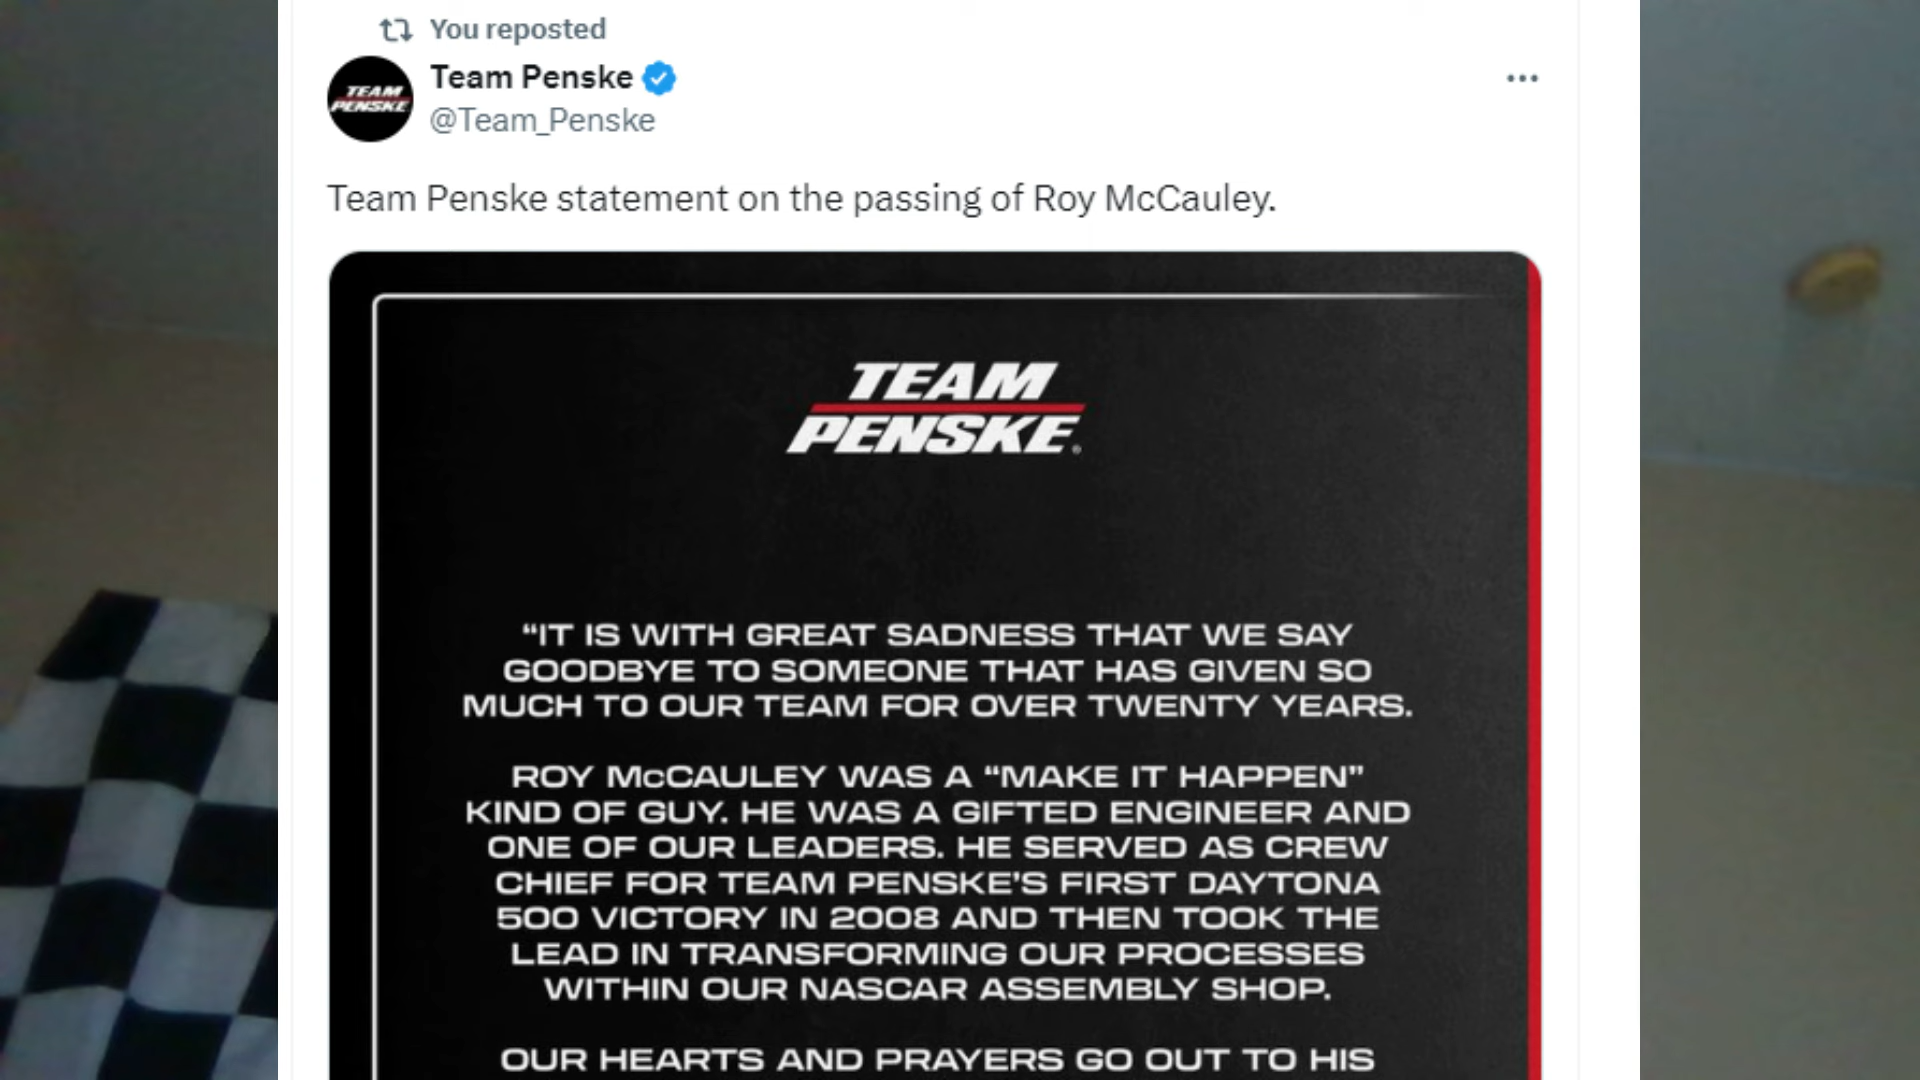 You reposted
TEAM
PENSKE
Team Penske
@Team_Penske
Team Penske statement on the passing of Roy McCauley.
TEAM
PENSKE®
“IT IS WITH GREAT SADNESS THAT WE SAY
GOODBYE TO SOMEONE THAT HAS GIVEN SO
MUCH TO OUR TEAM FOR OVER TWENTY YEARS.
ROY McCAULEY WAS A “MAKE IT HAPPEN”
KIND OF GUY. HE WAS A GIFTED ENGINEER AND
ONE OF OUR LEADERS. HE SERVED AS CREW
CHIEF FOR TEAM PENSKE’S FIRST DAYTONA
500 VICTORY IN 2008 AND THEN TOOK THE
LEAD IN TRANSFORMING OUR PROCESSES
WITHIN OUR NASCAR ASSEMBLY SHOP.
OUR HEARTS AND PRAYERS GO OUT TO HIS